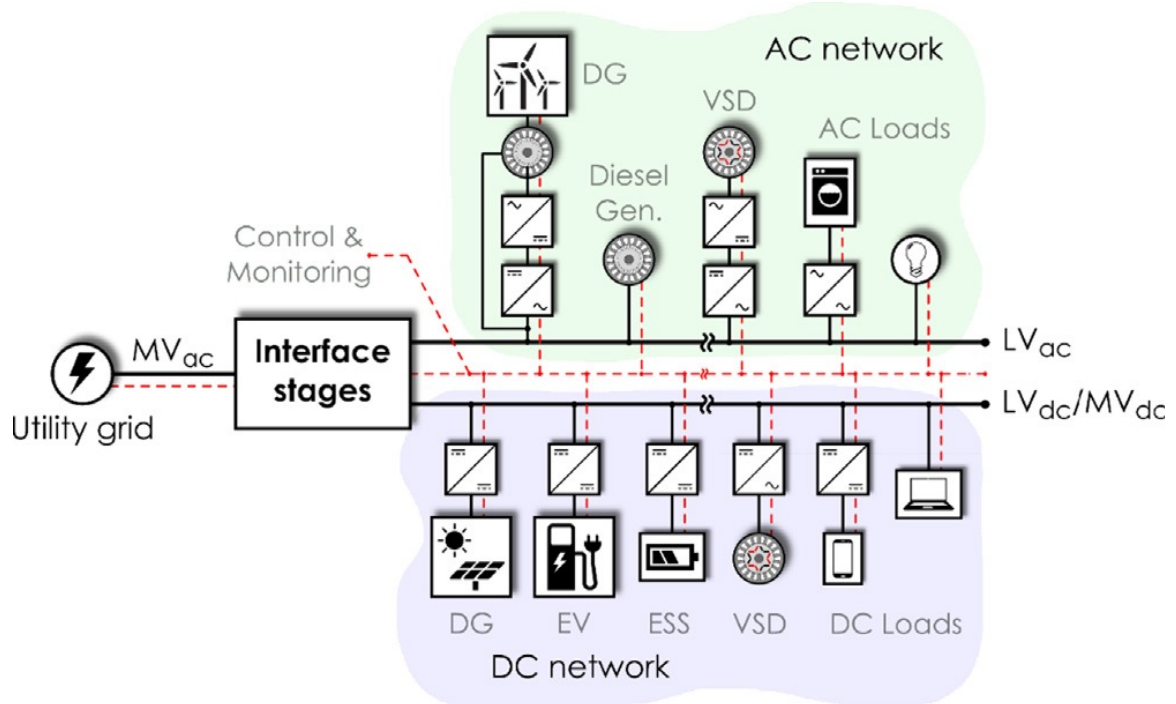 AC network
DG
VSD
AC Loads
Diesel
Gen.
Control &
Monitoring
MVac
Interface
stages
LVac
Utility grid
LVdc/MVdc
DG
EV
ESS
VSD
DC Loads
DC network